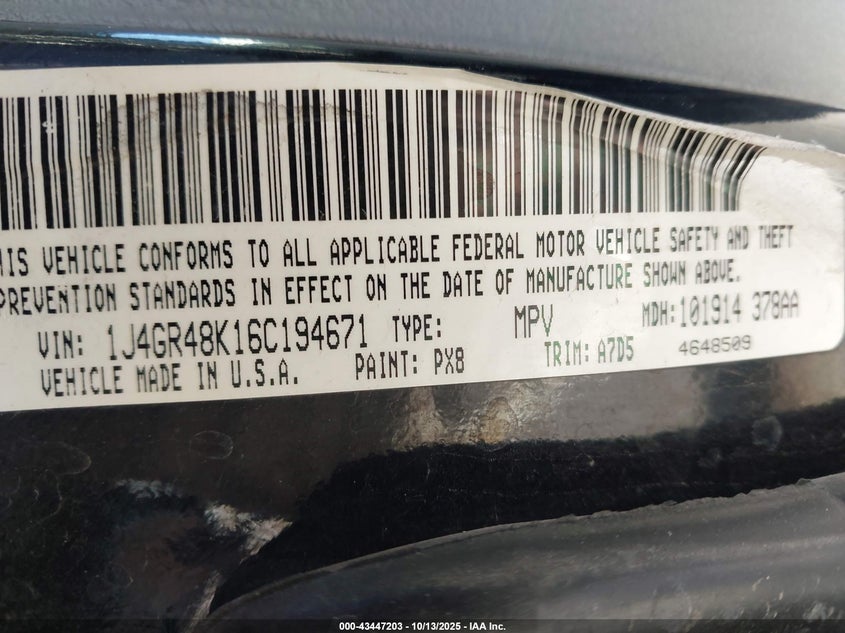 VEHICLE CONFORMS TO ALL APPLICABLE FEDERAL MOTOR VEHICLE SAFETY AND THEFT
PREVENTION STANDARDS IN EFFECT ON THE DATE OF MANUFACTURE SHOWN ABOVE.
VIN: 1J4GR48K16C194671 TYPE: MPV MDH:101914 378AA
VEHICLE MADE IN U.S.A. PAINT: PX8 TRIM: A7D5 4648509
000-43447203 - 10/13/2025 - IAA Inc.